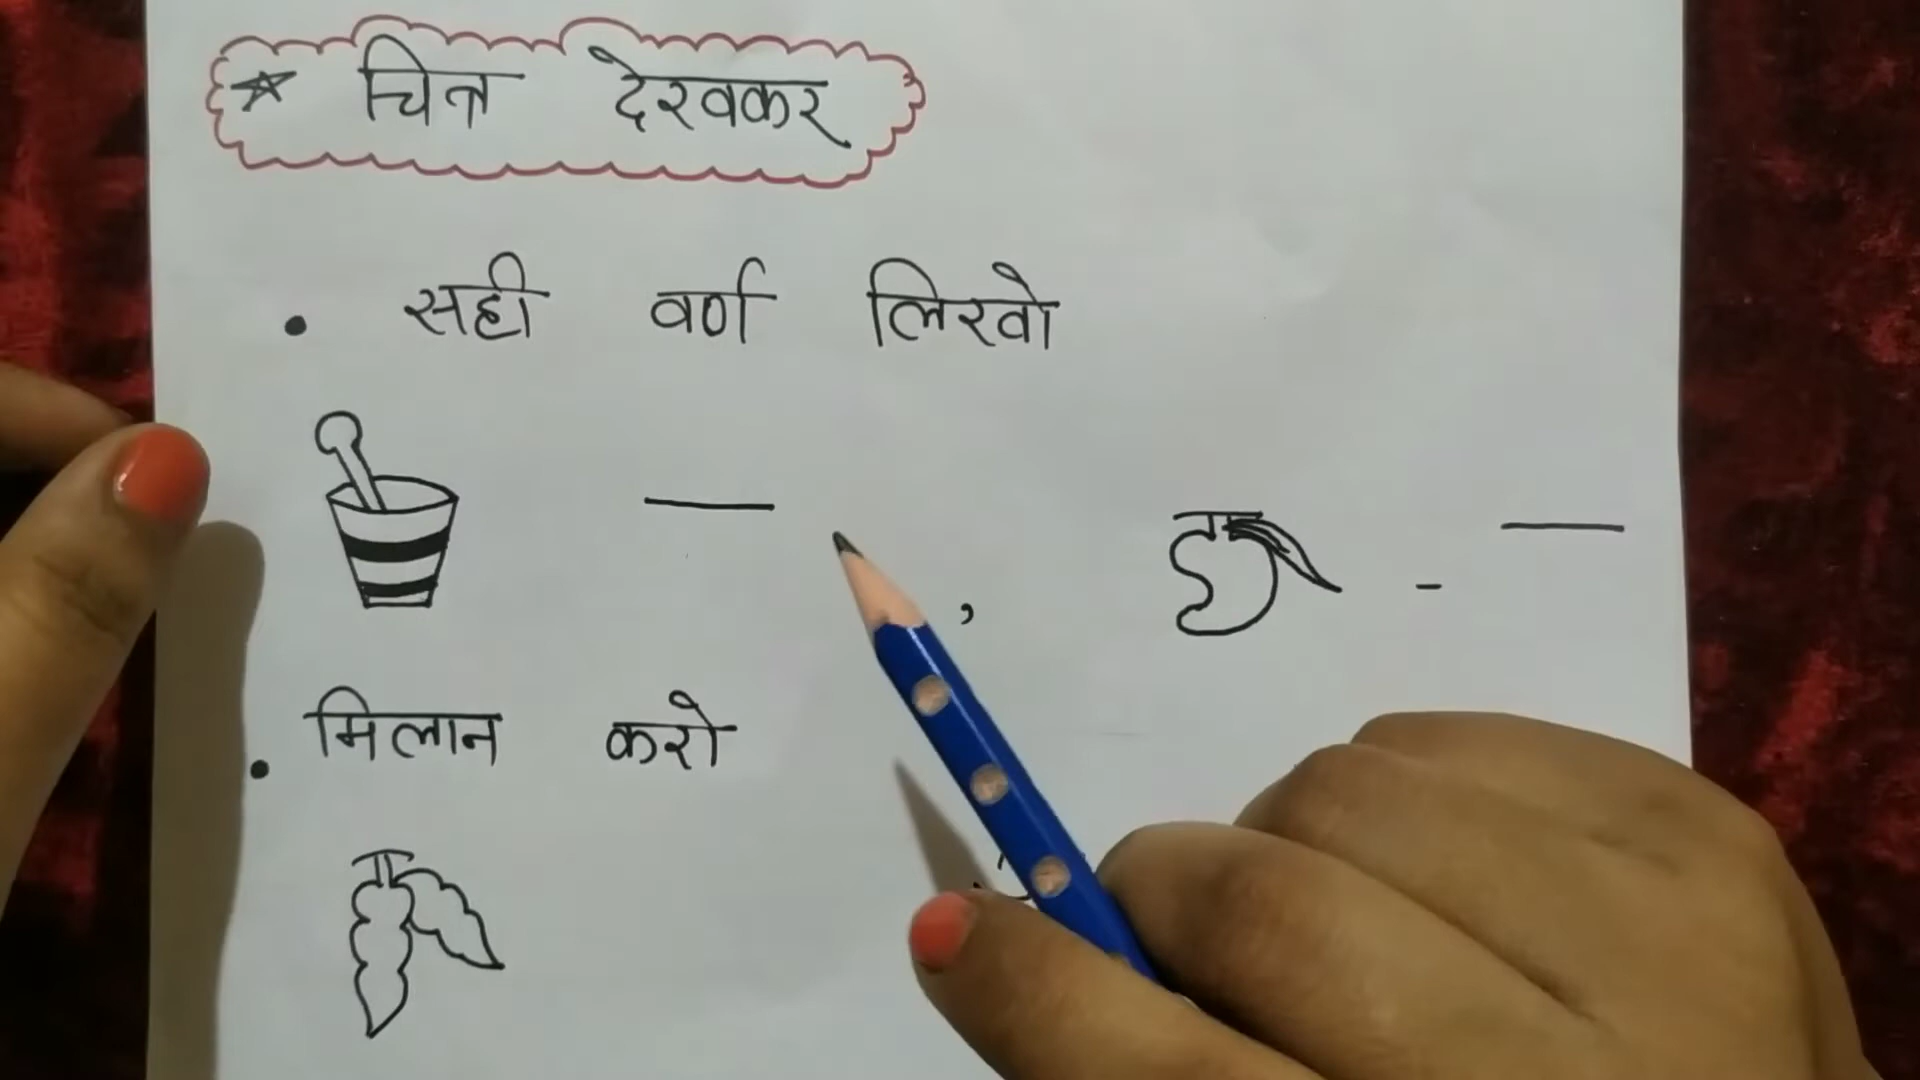 ☆ चित्र देखकर
• सही वर्ण लिखो
,
-
• मिलान करो